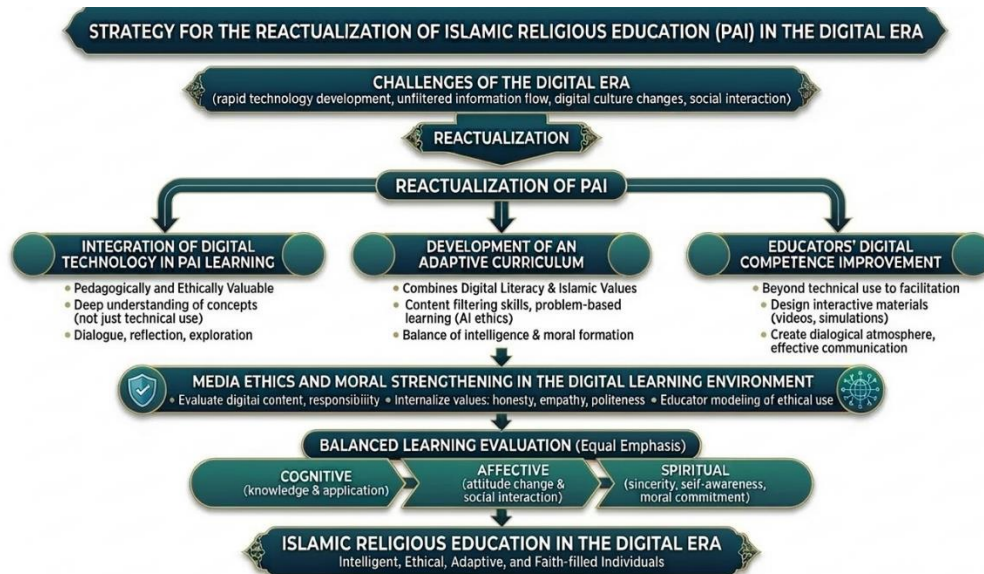 STRATEGY FOR THE REACTUALIZATION OF ISLAMIC RELIGIOUS EDUCATION (PAI) IN THE DIGITAL ERA
CHALLENGES OF THE DIGITAL ERA
(rapid technology development, unfiltered information flow, digital culture changes, social interaction)
REACTUALIZATION
REACTUALIZATION OF PAI
INTEGRATION OF DIGITAL
TECHNOLOGY IN PAI LEARNING
• Pedagogically and Ethically Valuable
• Deep understanding of concepts
(not just technical use)
• Dialogue, reflection, exploration
DEVELOPMENT OF AN
ADAPTIVE CURRICULUM
• Combines Digital Literacy & Islamic Values
• Content filtering skills, problem-based
learning (AI ethics)
• Balance of intelligence & moral formation
EDUCATORS' DIGITAL
COMPETENCE IMPROVEMENT
• Beyond technical use to facilitation
• Design interactive materials
(videos, simulations)
• Create dialogical atmosphere,
effective communication
MEDIA ETHICS AND MORAL STRENGTHENING IN THE DIGITAL LEARNING ENVIRONMENT
• Evaluate digital content, responsibility • Internalize values: honesty, empathy, politeness • Educator modeling of ethical use
BALANCED LEARNING EVALUATION (Equal Emphasis)
COGNITIVE
(knowledge & application)
AFFECTIVE
(attitude change &
social interaction)
SPIRITUAL
(sincerity, self-awareness,
moral commitment)
ISLAMIC RELIGIOUS EDUCATION IN THE DIGITAL ERA
Intelligent, Ethical, Adaptive, and Faith-filled Individuals